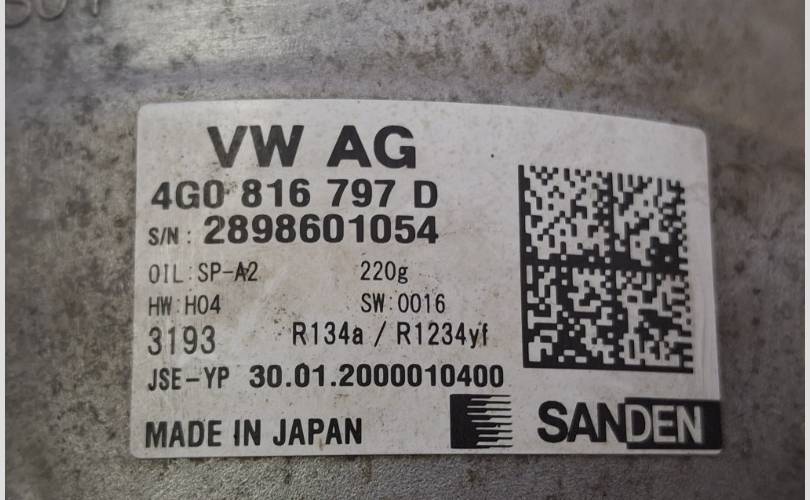 VW AG
4G0 816 797 D
S/N : 2898601054
OIL:SP-A2 220g
HW:H04 SW:0016
3193 R134a / R1234yf
JSE-YP 30.01.2000010400
MADE IN JAPAN SANDEN